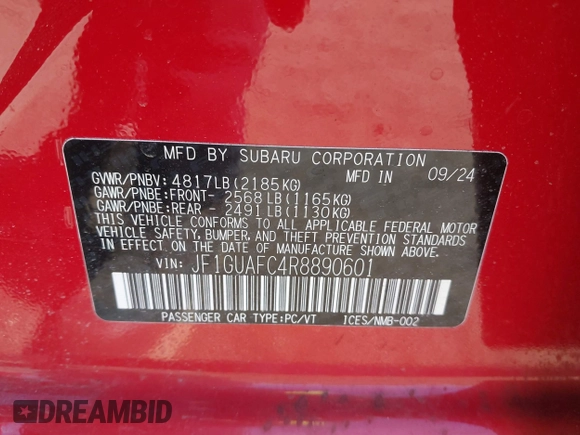 MFD BY SUBARU CORPORATION
GVWR/PNBV: 4817LB(2185KG) MFD IN 09/24
GAWR/PNBE:FRONT- 2568LB(1165KG)
GAWR/PNBE:REAR - 2491LB(1130KG)
THIS VEHICLE CONFORMS TO ALL APPLICABLE FEDERAL MOTOR
VEHICLE SAFETY, BUMPER, AND THEFT PREVENTION STANDARDS
IN EFFECT ON THE DATE OF MANUFACTURE SHOWN ABOVE.
VIN: JF1GUAFC4R8890601
PASSENGER CAR TYPE:PC/VT ICES/NMB-002
DREAMBID